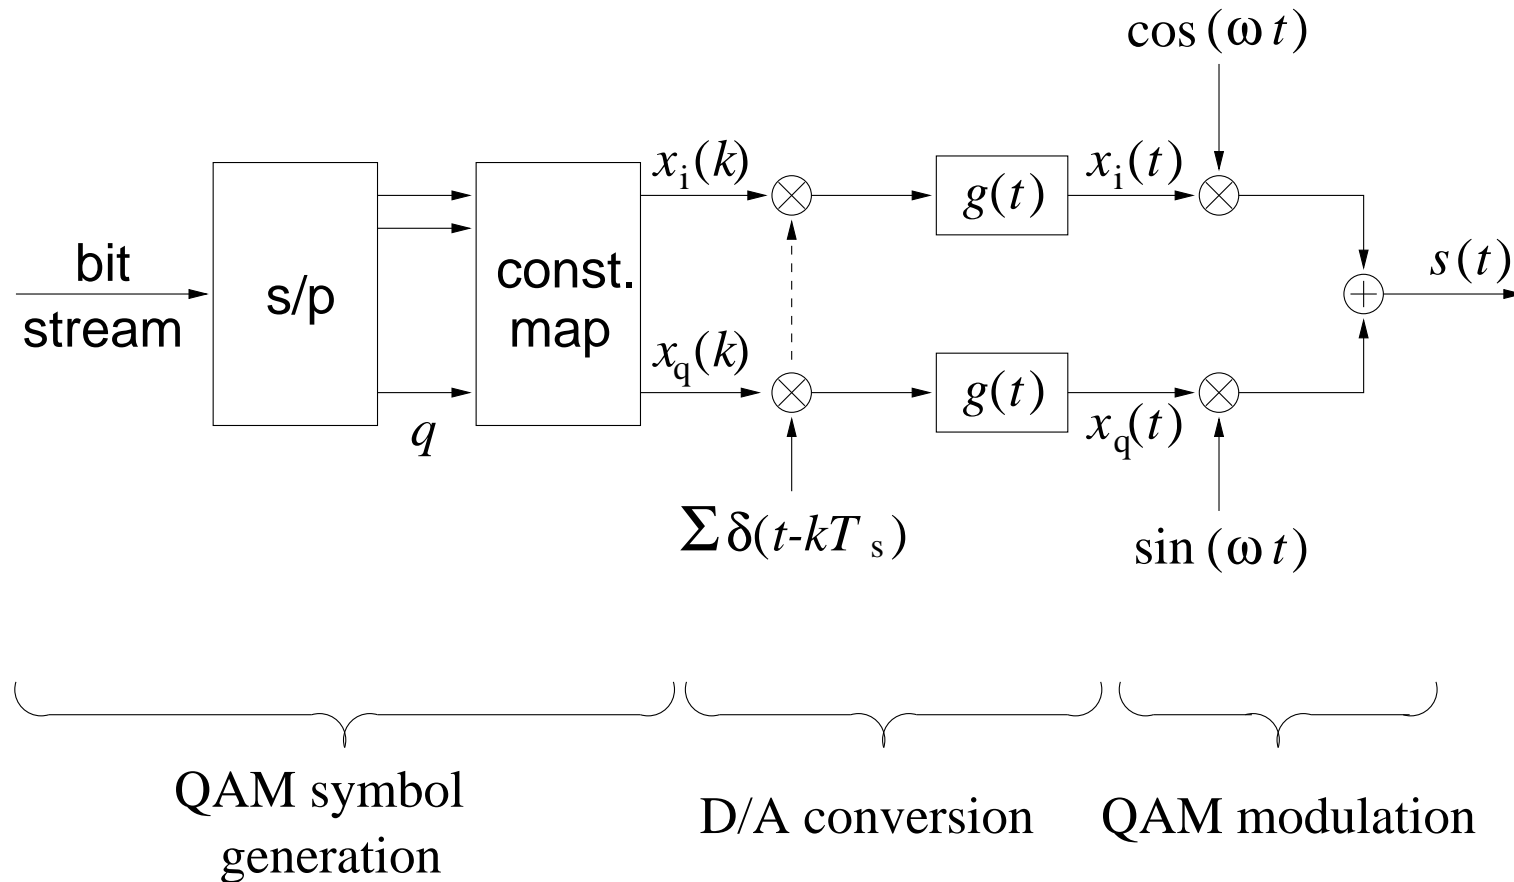 cos (ω t)
x_i(k)
x_i(t)
g(t)
bit
stream
s/p
const.
map
s(t)
x_q(k)
g(t)
q
x_q(t)
Σ δ(t-kT_s)
sin (ω t)
QAM symbol
generation
D/A conversion
QAM modulation